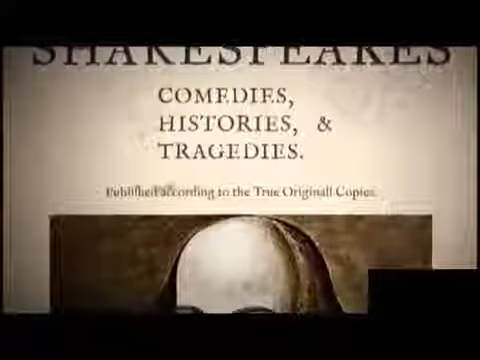 SHAKESPEARES
COMEDIES,
HISTORIES, &
TRAGEDIES.
Publiſhed according to the True Originall Copies.